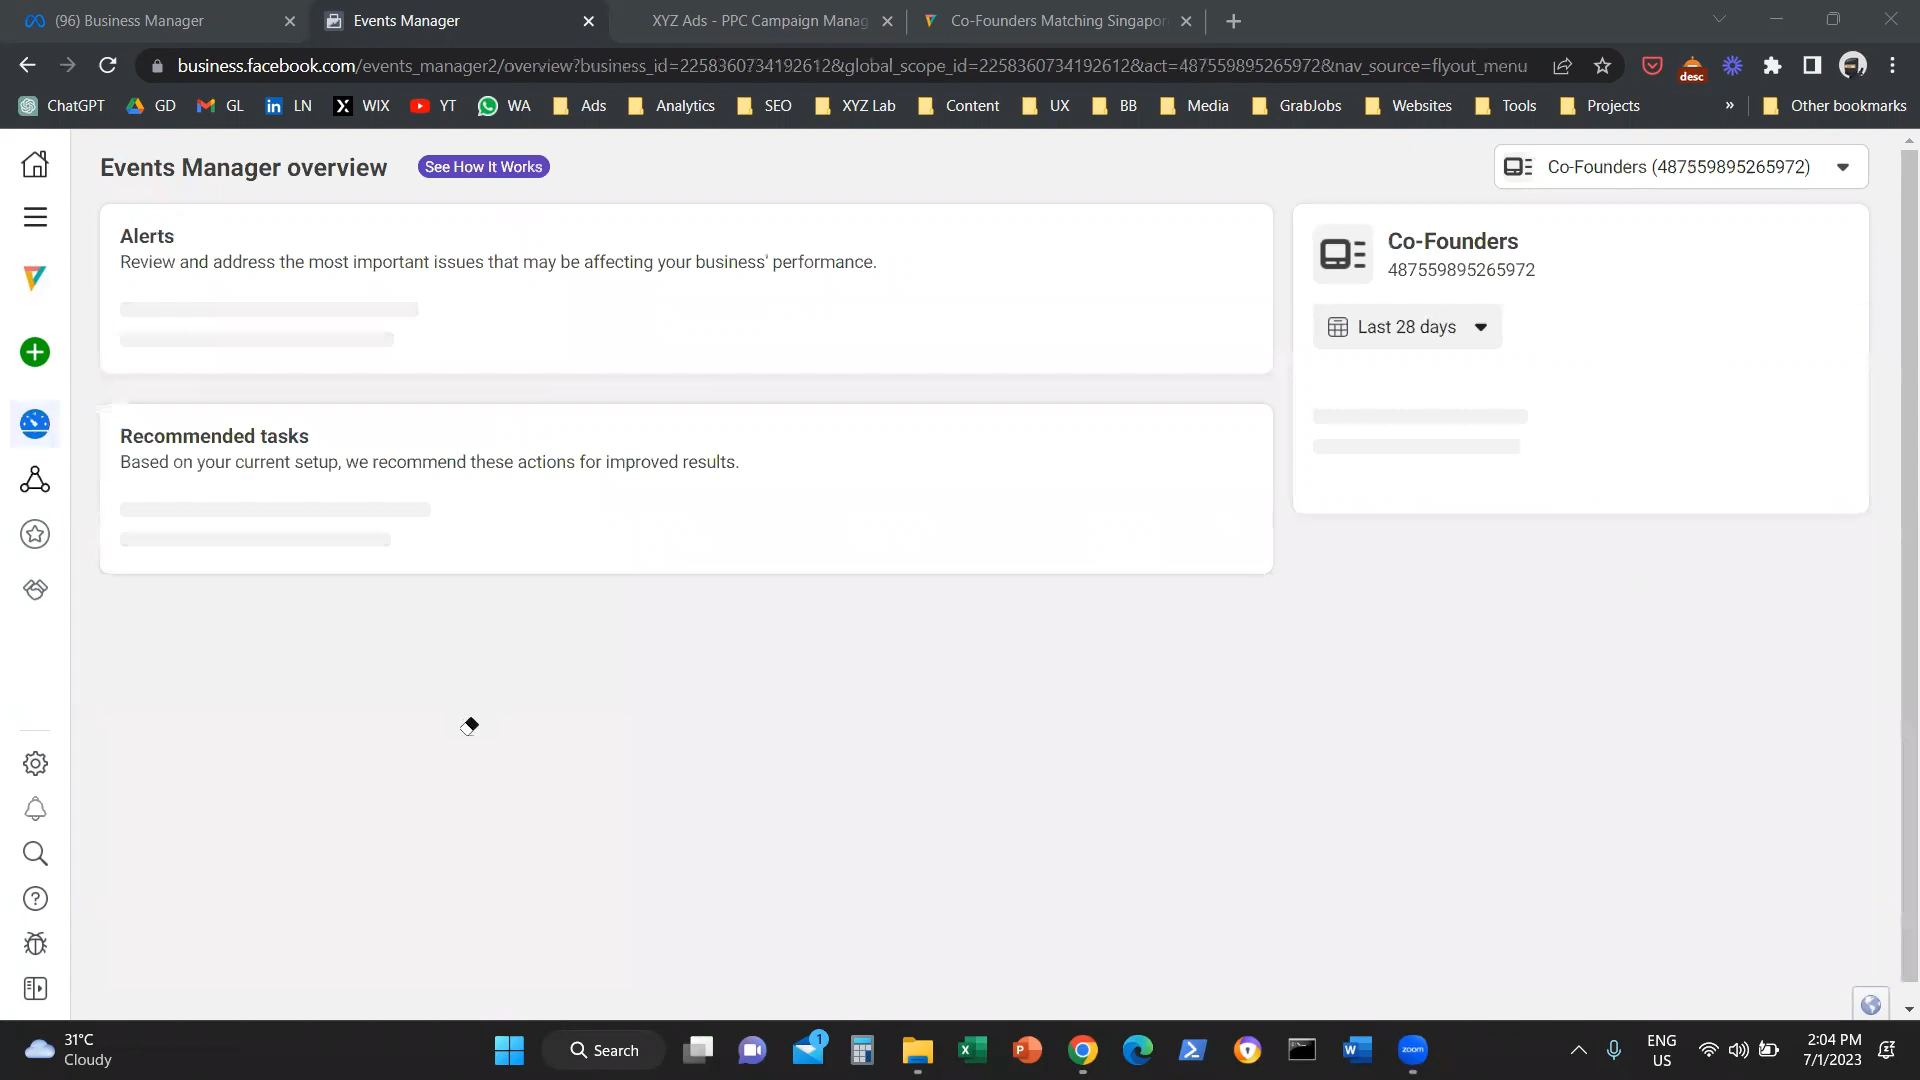 (96) Business Manager
Events Manager
XYZ Ads - PPC Campaign Manag
Co-Founders Matching Singapor
business.facebook.com/events_manager2/overview?business_id=2258360734192612&global_scope_id=2258360734192612&act=487559895265972&nav_source=flyout_menu
desc
ChatGPT GD GL LN WIX YT WA Ads Analytics SEO XYZ Lab Content UX BB Media GrabJobs Websites Tools Projects » Other bookmarks
Events Manager overview
See How It Works
Co-Founders (487559895265972)
Alerts
Review and address the most important issues that may be affecting your business' performance.
Recommended tasks
Based on your current setup, we recommend these actions for improved results.
Co-Founders
487559895265972
Last 28 days
31°C
Cloudy
Search
1
zoom
ENG
US
2:04 PM
7/1/2023